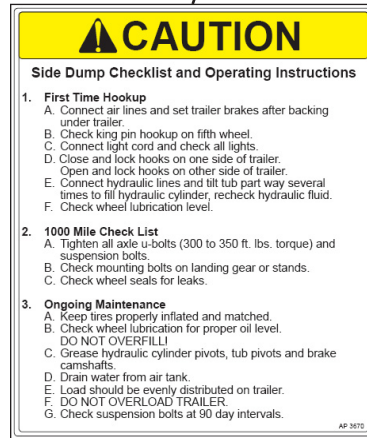 CAUTION
Side Dump Checklist and Operating Instructions
1. First Time Hookup
A. Connect air lines and set trailer brakes after backing
under trailer.
B. Check king pin hookup on fifth wheel.
C. Connect light cord and check all lights.
D. Close and lock hooks on one side of trailer.
Open and lock hooks on other side of trailer.
E. Connect hydraulic lines and tilt tub part way several
times to fill hydraulic cylinder, recheck hydraulic fluid.
F. Check wheel lubrication level.
2. 1000 Mile Check List
A. Tighten all axle u-bolts (300 to 350 ft. lbs. torque) and
suspension bolts.
B. Check mounting bolts on landing gear or stands.
C. Check wheel seals for leaks.
3. Ongoing Maintenance
A. Keep tires properly inflated and matched.
B. Check wheel lubrication for proper oil level.
DO NOT OVERFILL!
C. Grease hydraulic cylinder pivots, tub pivots and brake
camshafts.
D. Drain water from air tank.
E. Load should be evenly distributed on trailer.
F. DO NOT OVERLOAD TRAILER.
G. Check suspension bolts at 90 day intervals.
AP 3670